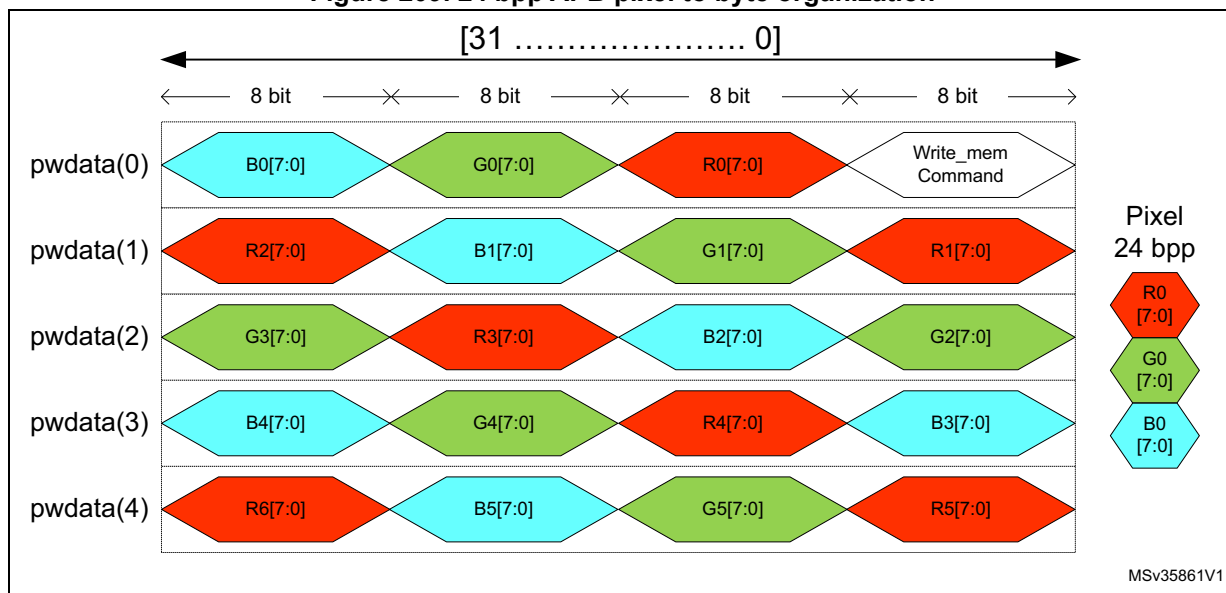 [31 ...................... 0]
8 bit 8 bit 8 bit 8 bit
pwdata(0) B0[7:0] G0[7:0] R0[7:0] Write_mem
Command
pwdata(1) R2[7:0] B1[7:0] G1[7:0] R1[7:0]
pwdata(2) G3[7:0] R3[7:0] B2[7:0] G2[7:0]
pwdata(3) B4[7:0] G4[7:0] R4[7:0] B3[7:0]
pwdata(4) R6[7:0] B5[7:0] G5[7:0] R5[7:0]
Pixel
24 bpp
R0
[7:0]
G0
[7:0]
B0
[7:0]
MSv35861V1